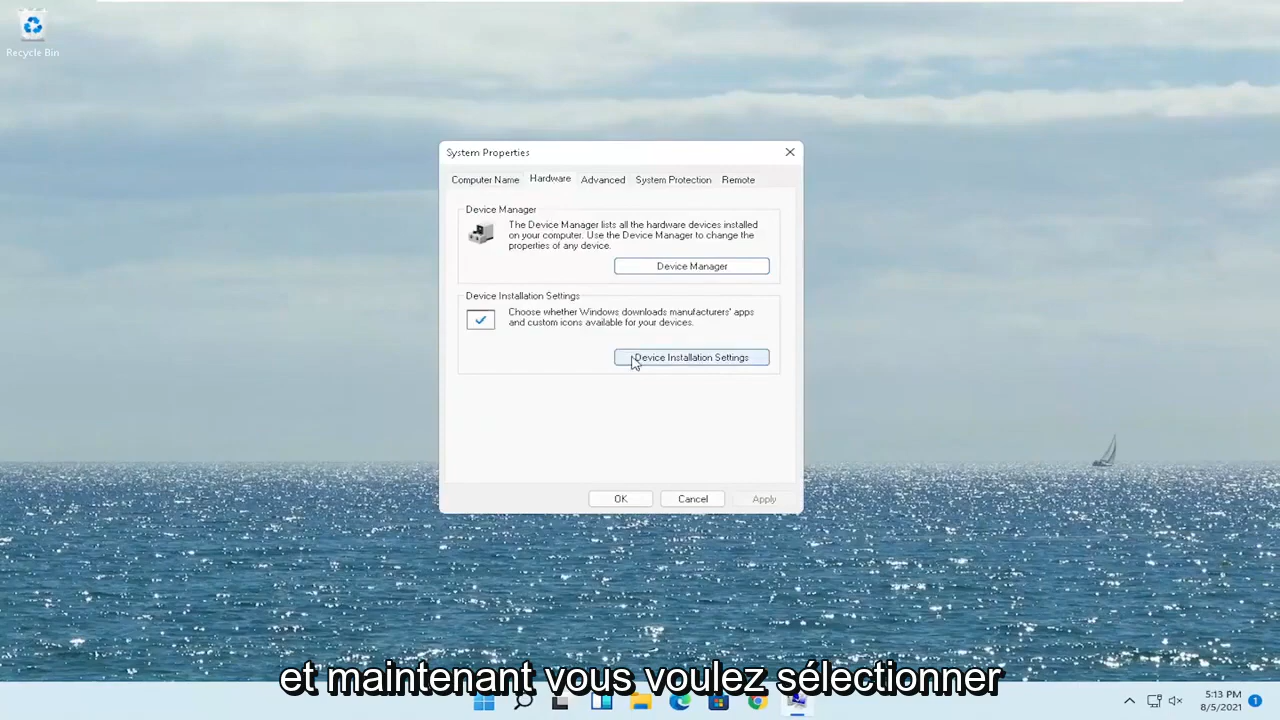 Recycle Bin
System Properties
Computer Name Hardware Advanced System Protection Remote
Device Manager
The Device Manager lists all the hardware devices installed
on your computer. Use the Device Manager to change the
properties of any device.
Device Manager
Device Installation Settings
Choose whether Windows downloads manufacturers' apps
and custom icons available for your devices.
Device Installation Settings
OK Cancel Apply
et maintenant vous voulez sélectionner
5:13 PM
8/5/2021
1